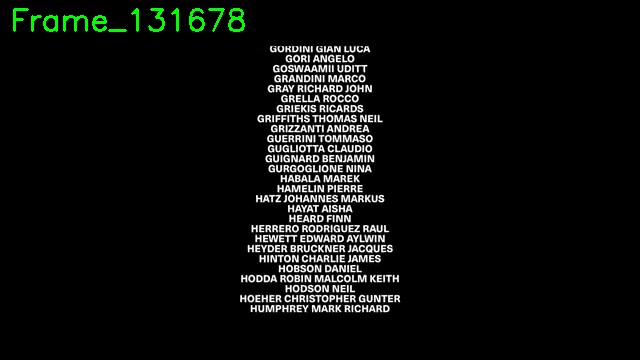 Frame_131678
GORDINI GIAN LUCA
GORI ANGELO
GOSWAAMII UDITT
GRANDINI MARCO
GRAY RICHARD JOHN
GRELLA ROCCO
GRIEKIS RICARDS
GRIFFITHS THOMAS NEIL
GRIZZANTI ANDREA
GUERRINI TOMMASO
GUGLIOTTA CLAUDIO
GUIGNARD BENJAMIN
GURGOGLIONE NINA
HABALA MAREK
HAMELIN PIERRE
HATZ JOHANNES MARKUS
HAYAT AISHA
HEARD FINN
HERRERO RODRIGUEZ RAUL
HEWETT EDWARD AYLWIN
HEYDER BRUCKNER JACQUES
HINTON CHARLIE JAMES
HOBSON DANIEL
HODDA ROBIN MALCOLM KEITH
HODSON NEIL
HOEHER CHRISTOPHER GUNTER
HUMPHREY MARK RICHARD